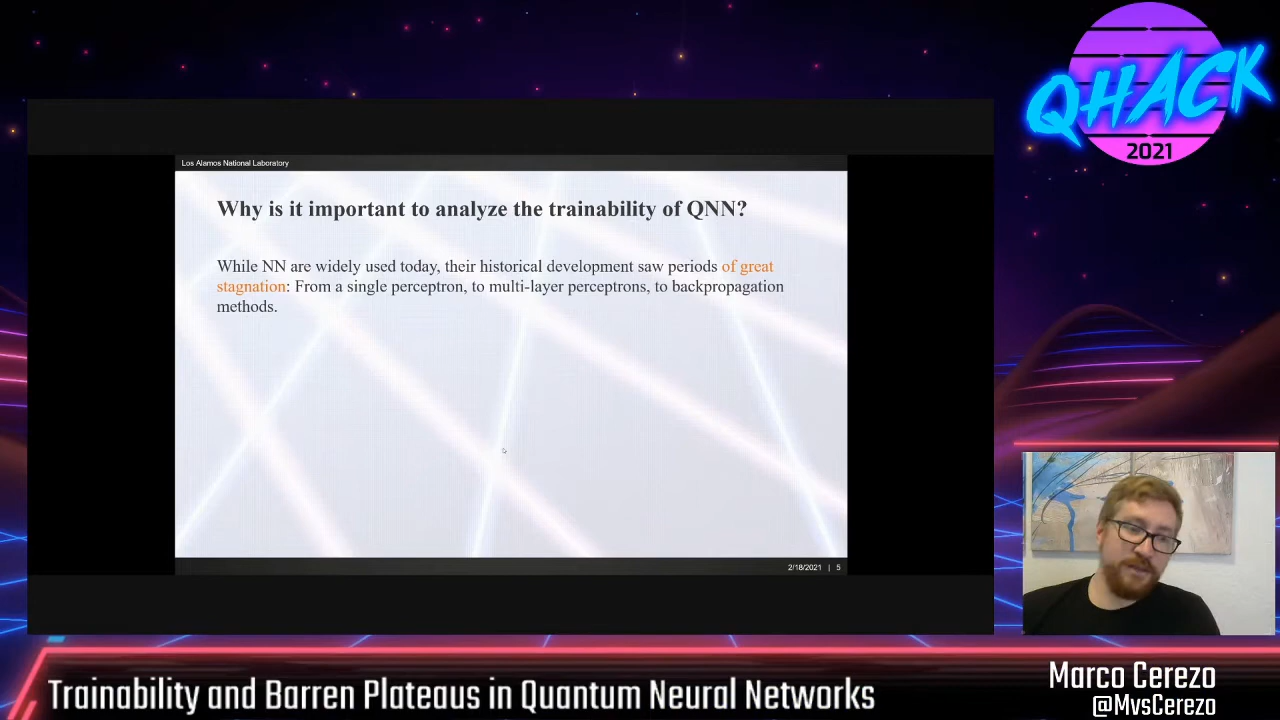 QHACK
2021
Los Alamos National Laboratory
Why is it important to analyze the trainability of QNN?
While NN are widely used today, their historical development saw periods of great
stagnation: From a single perceptron, to multi-layer perceptrons, to backpropagation
methods.
2/18/2021 | 5
Trainability and Barren Plateaus in Quantum Neural Networks
Marco Cerezo
@MvsCerezo